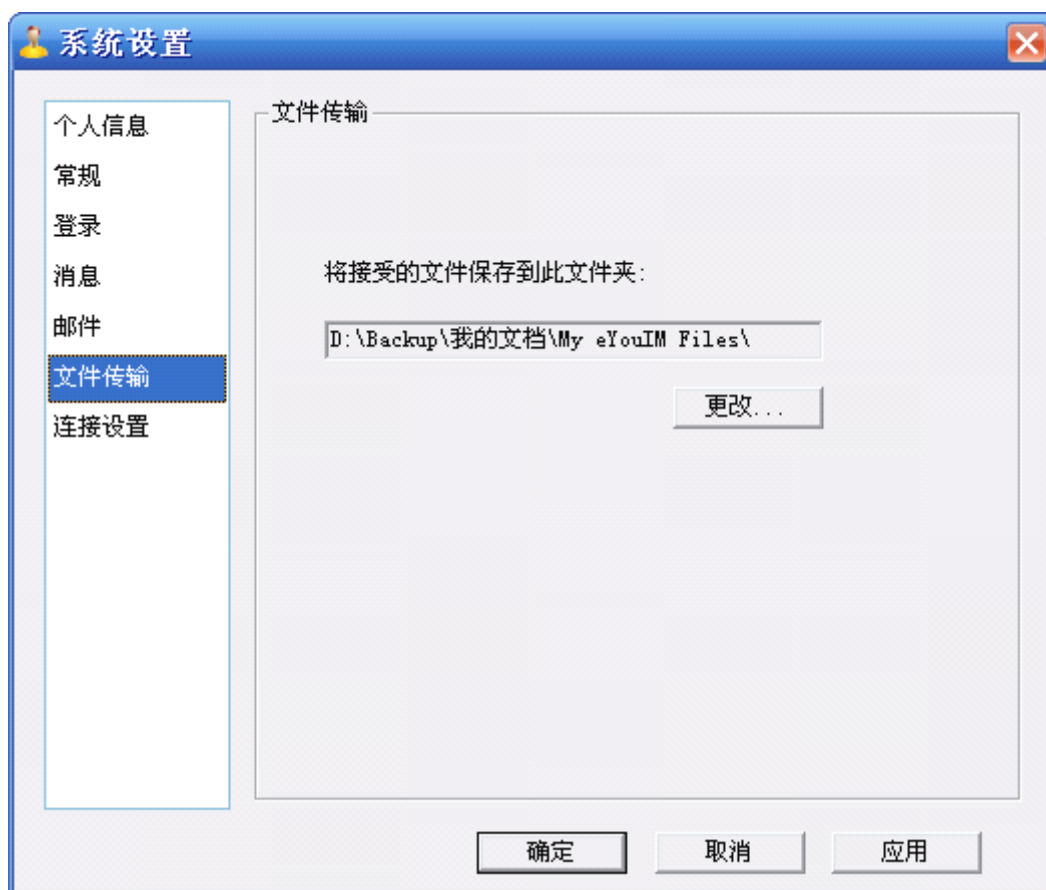 系统设置
个人信息
常规
登录
消息
邮件
文件传输
连接设置
文件传输
将接受的文件保存到此文件夹:
D:\Backup\我的文档\My eYouIM Files\
更改...
确定
取消
应用